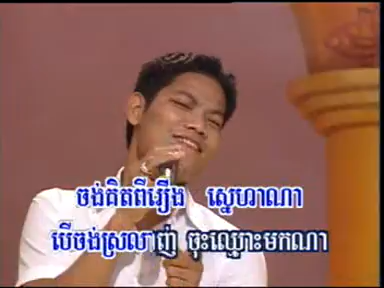 ចង់គិតពីរឿង ស្នេហាណា
បើចង់ស្រលាញ់ ចុះឈ្មោះមកណា